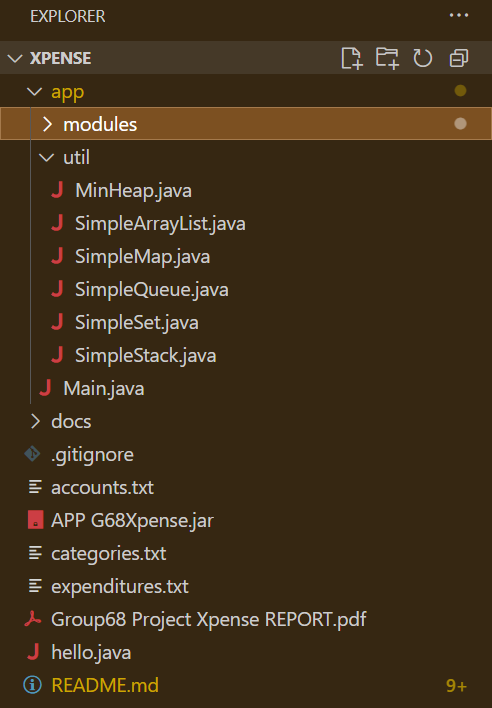 EXPLORER
XPENSE
app
modules
util
MinHeap.java
SimpleArrayList.java
SimpleMap.java
SimpleQueue.java
SimpleSet.java
SimpleStack.java
Main.java
docs
.gitignore
accounts.txt
APP G68Xpense.jar
categories.txt
expenditures.txt
Group68 Project Xpense REPORT.pdf
hello.java
README.md 9+